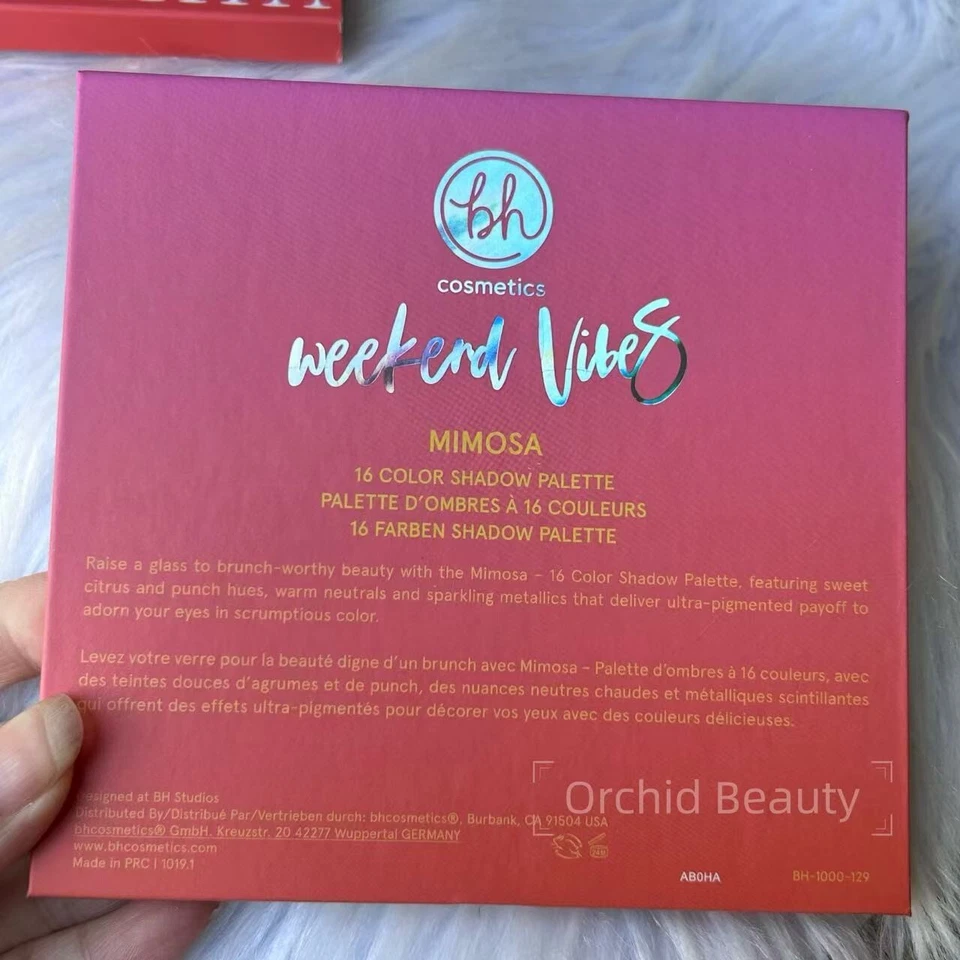 bh
cosmetics
weekend Vibes
MIMOSA
16 COLOR SHADOW PALETTE
PALETTE D'OMBRES À 16 COULEURS
16 FARBEN SHADOW PALETTE
Raise a glass to brunch-worthy beauty with the Mimosa – 16 Color Shadow Palette, featuring sweet
citrus and punch hues, warm neutrals and sparkling metallics that deliver ultra-pigmented payoff to
adorn your eyes in scrumptious color.
Levez votre verre pour la beauté digne d'un brunch avec Mimosa – Palette d'ombres à 16 couleurs, avec
des teintes douces d'agrumes et de punch, des nuances neutres chaudes et métalliques scintillantes
qui offrent des effets ultra-pigmentés pour décorer vos yeux avec des couleurs délicieuses.
Designed at BH Studios
Distributed By/Distribué Par/Vertrieben durch: bhcosmetics®, Burbank, CA 91504 USA
bhcosmetics® GmbH. Kreuzstr, 20 42277 Wuppertal GERMANY
www.bhcosmetics.com
Made in PRC | 1019.1
Orchid Beauty
24M
AB0HA
BH-1000-129